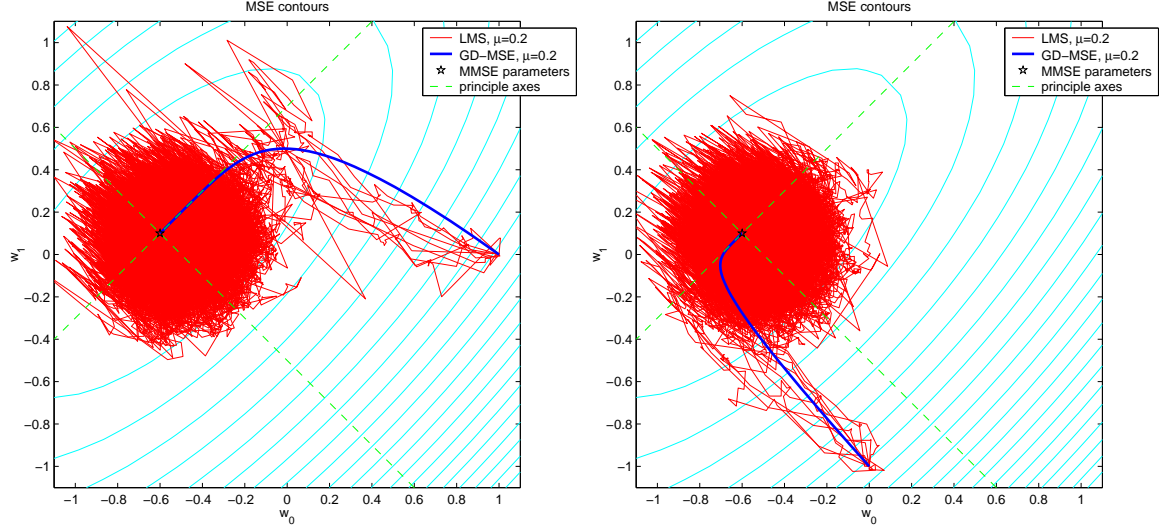 MSE contours
LMS, μ=0.2
GD−MSE, μ=0.2
MMSE parameters
principle axes
1
0.8
0.6
0.4
0.2
0
−0.2
−0.4
−0.6
−0.8
−1
w1
−1 −0.8 −0.6 −0.4 −0.2 0 0.2 0.4 0.6 0.8 1
w0
MSE contours
LMS, μ=0.2
GD−MSE, μ=0.2
MMSE parameters
principle axes
1
0.8
0.6
0.4
0.2
0
−0.2
−0.4
−0.6
−0.8
−1
w1
−1 −0.8 −0.6 −0.4 −0.2 0 0.2 0.4 0.6 0.8 1
w0